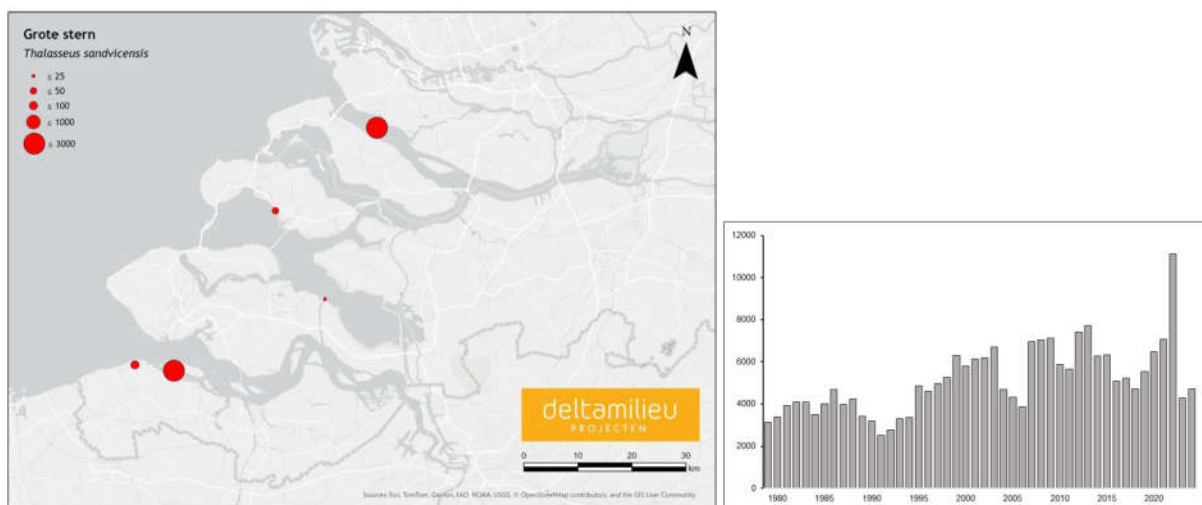 Grote stern
Thalasseus sandvicensis
≤ 25
≤ 50
≤ 100
≤ 1000
≤ 3000
N
deltamilieu
PROJECTEN
0 10 20 30
km
Sources: Esri, TomTom, Garmin, FAO, NOAA, USGS, © OpenStreetMap contributors, and the GIS User Community
12000
10000
8000
6000
4000
2000
0
1980 1985 1990 1995 2000 2005 2010 2015 2020